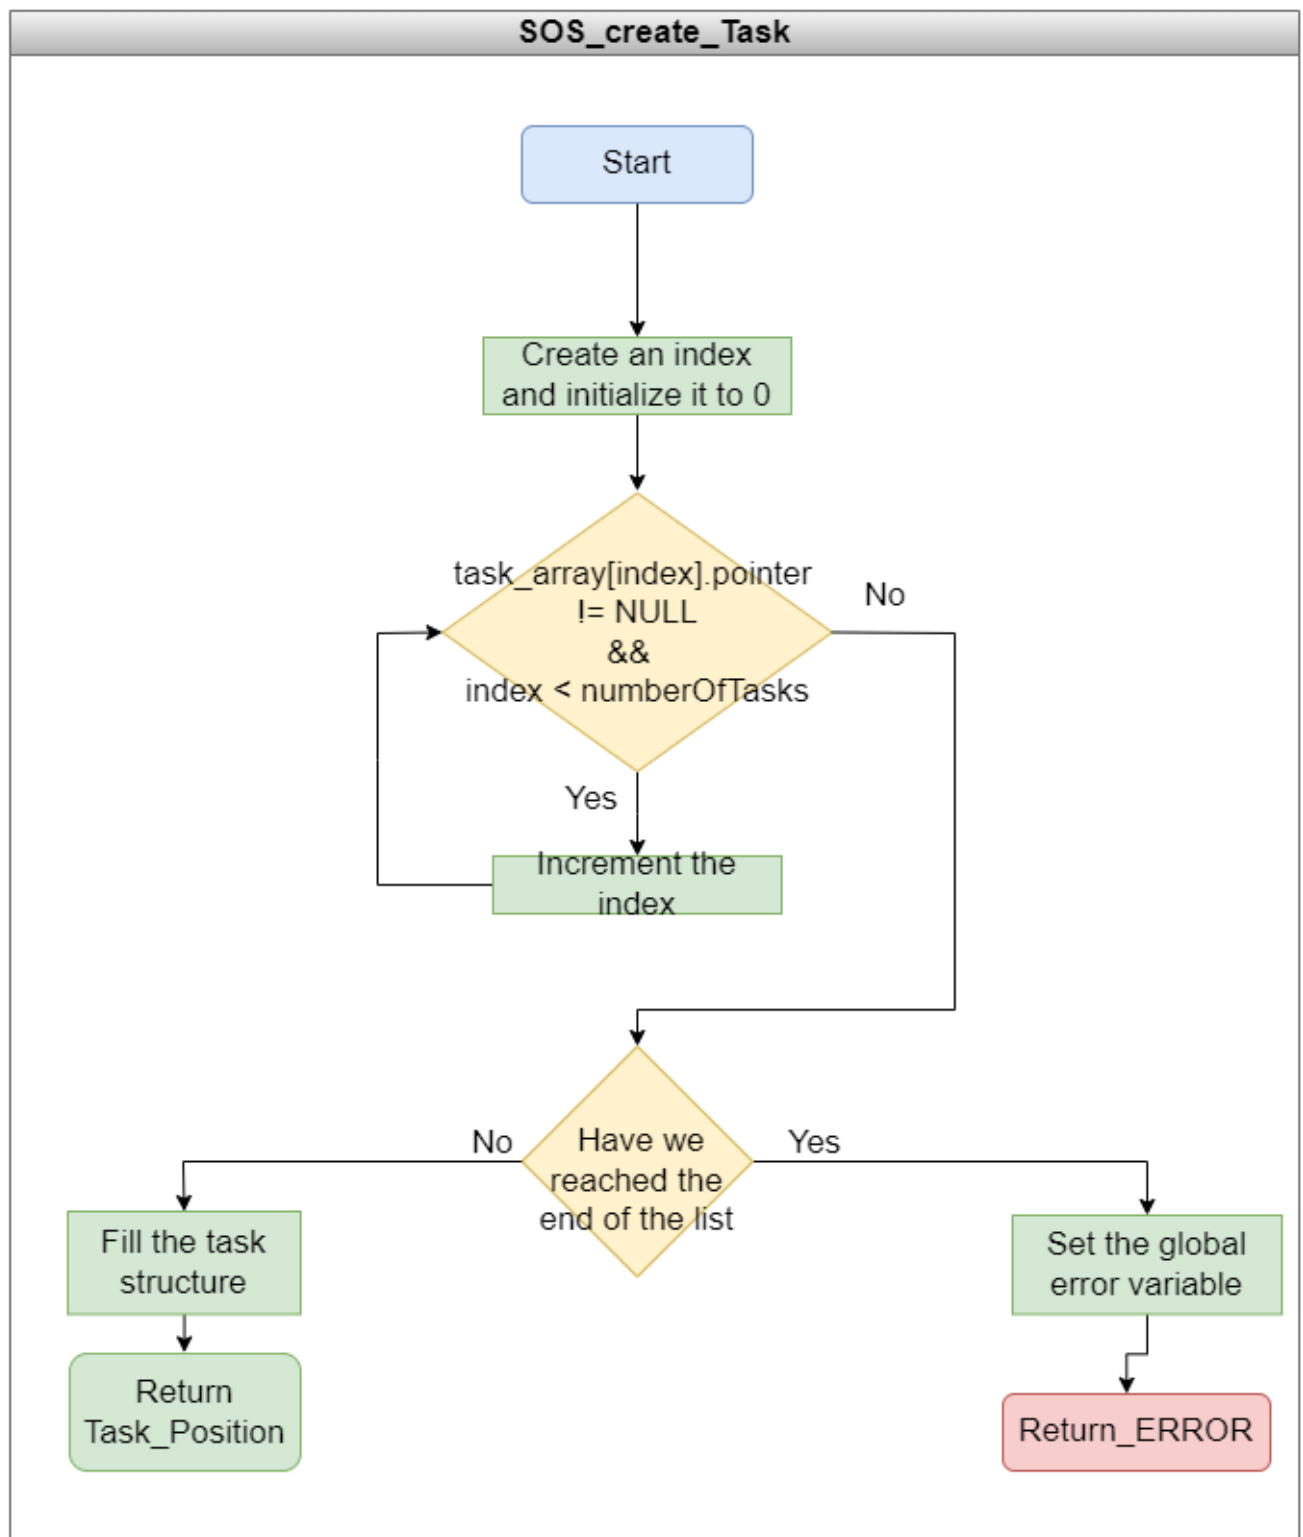 SOS_create_Task
Start
Create an index
and initialize it to 0
task_array[index].pointer
!= NULL
&&
index < numberOfTasks
No
Yes
Increment the
index
No
Have we
reached the
end of the list
Yes
Fill the task
structure
Set the global
error variable
Return
Task_Position
Return_ERROR